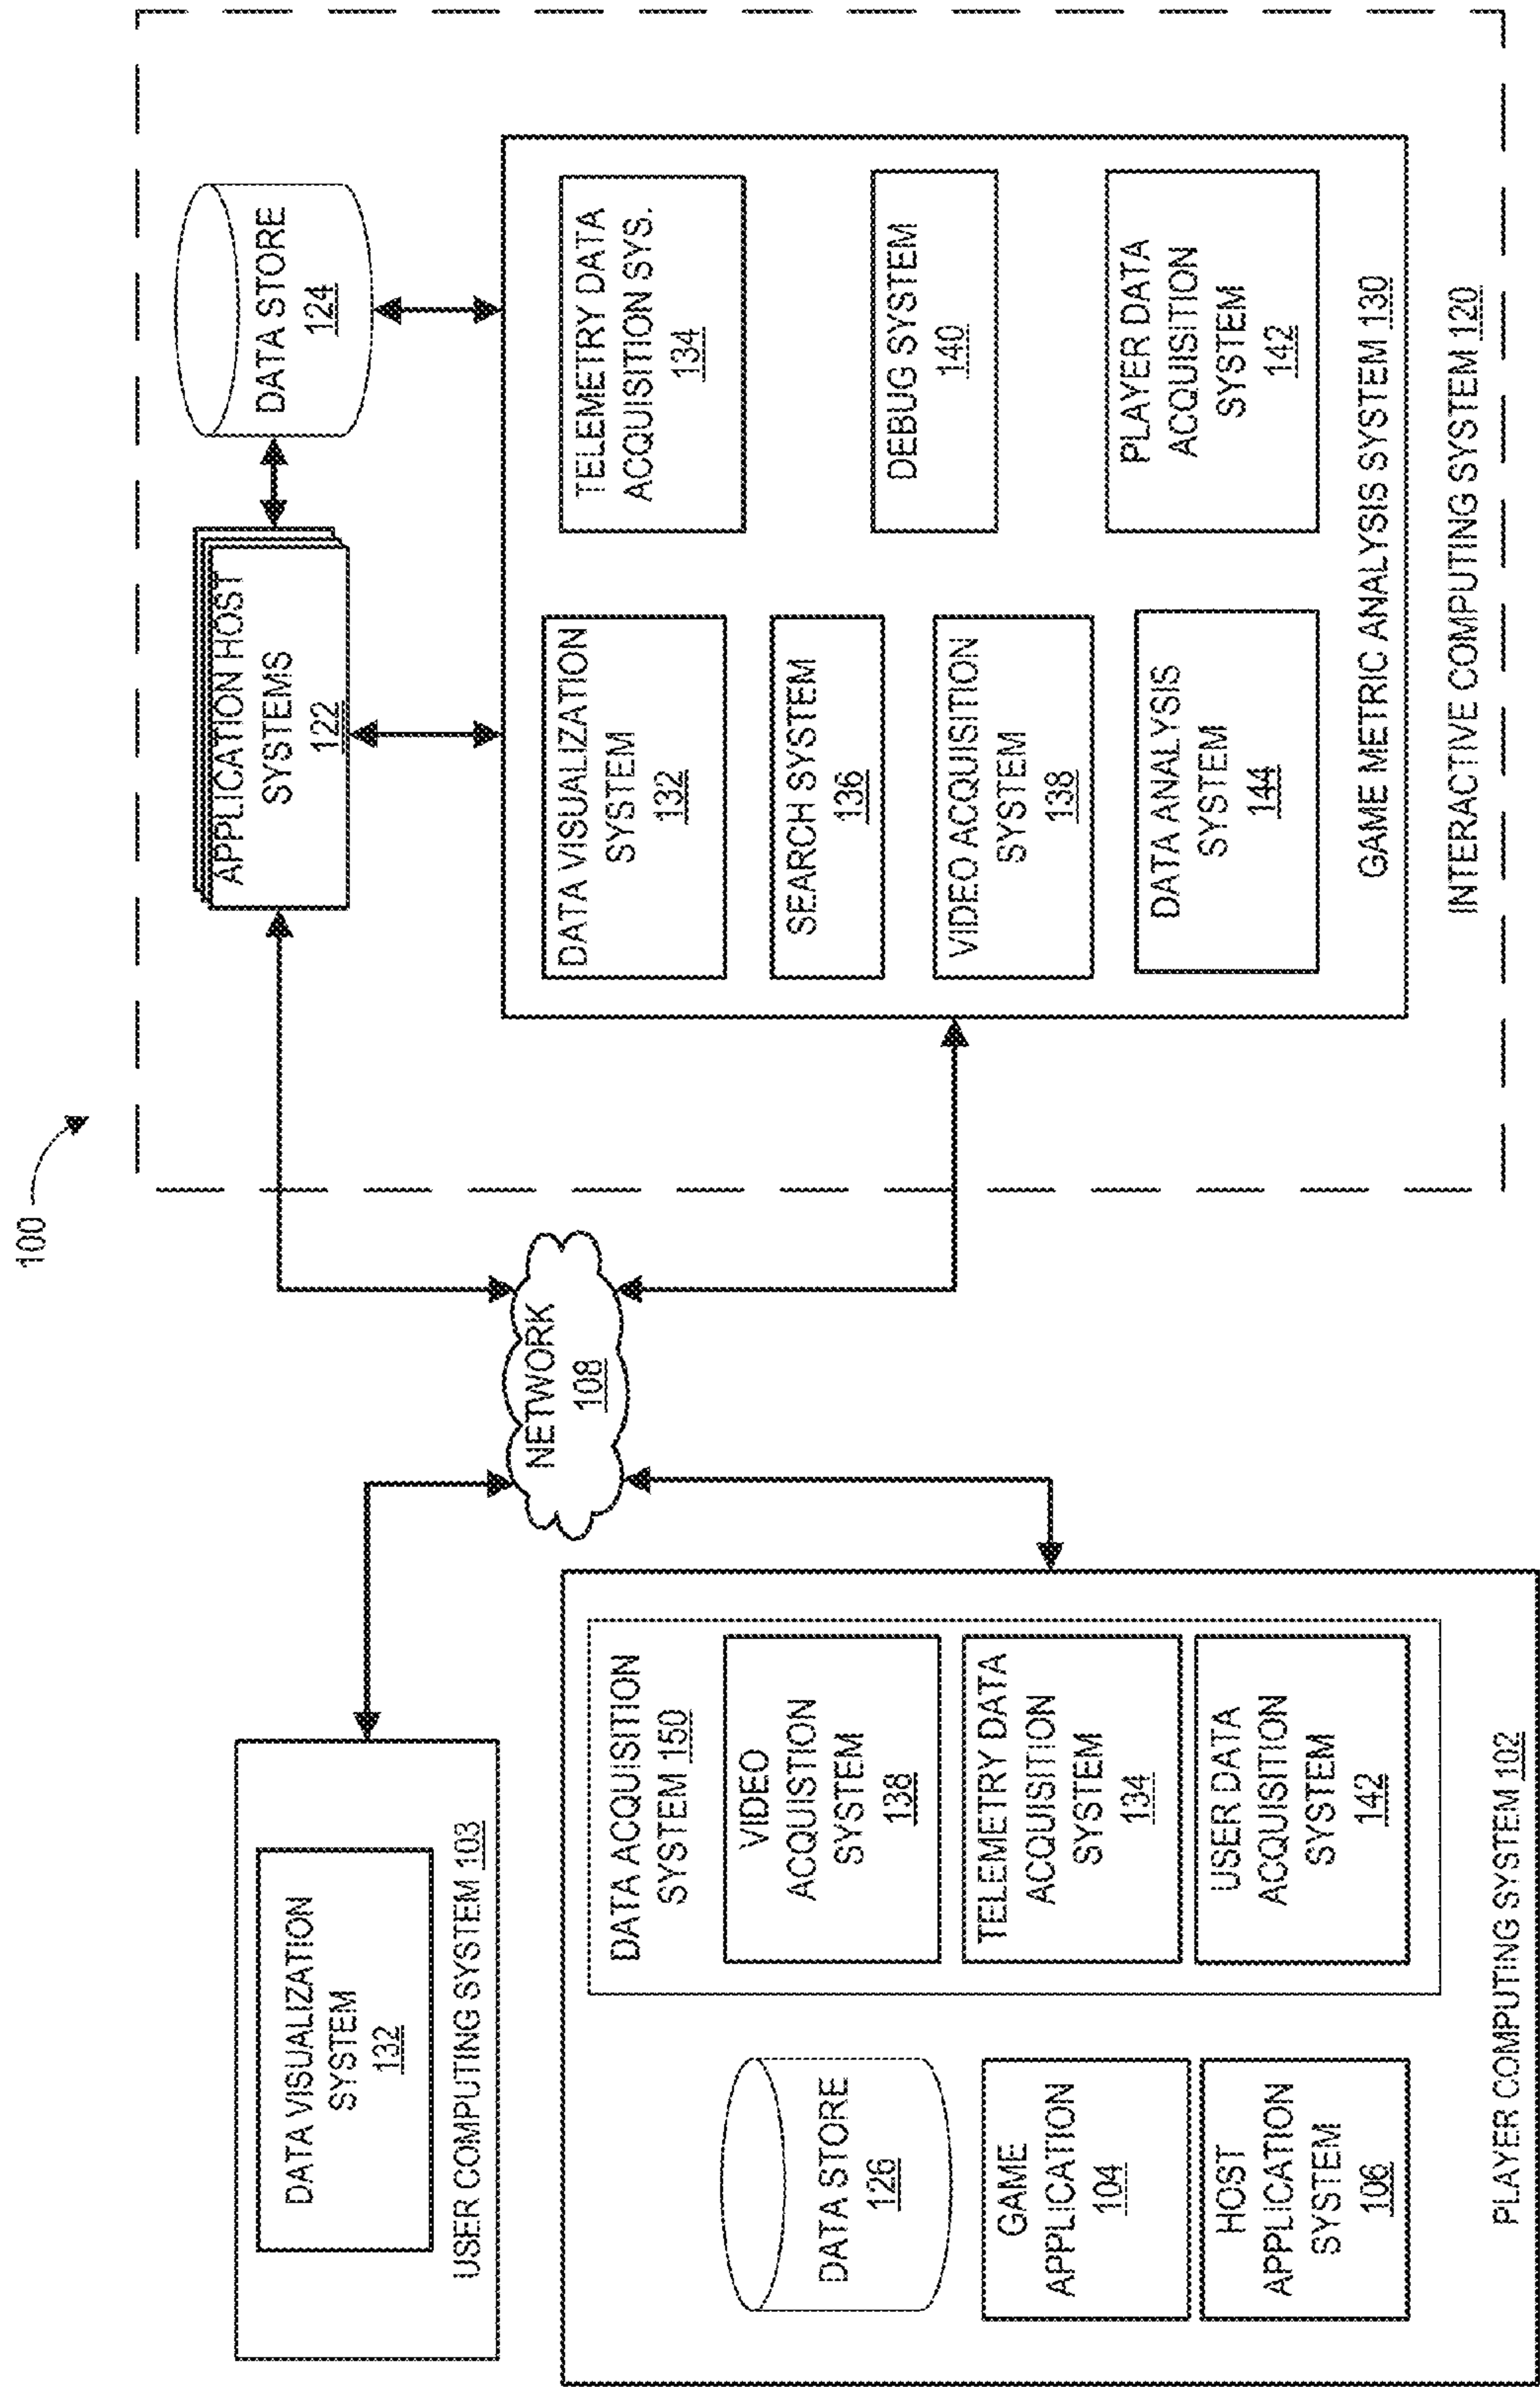 100
USER COMPUTING SYSTEM 103
DATA VISUALIZATION
SYSTEM
132
PLAYER COMPUTING SYSTEM 102
DATA STORE
126
GAME
APPLICATION
104
HOST
APPLICATION
SYSTEM
106
DATA ACQUISITION
SYSTEM 150
VIDEO
ACQUISTION
SYSTEM
138
TELEMETRY DATA
ACQUISITION
SYSTEM
134
USER DATA
ACQUISITION
SYSTEM
142
NETWORK
108
APPLICATION HOST
SYSTEMS
122
DATA STORE
124
DATA VISUALIZATION
SYSTEM
132
TELEMETRY DATA
ACQUISITION SYS.
134
SEARCH SYSTEM
136
DEBUG SYSTEM
140
VIDEO ACQUISITION
SYSTEM
138
PLAYER DATA
ACQUISITION
SYSTEM
142
DATA ANALYSIS
SYSTEM
144
GAME METRIC ANALYSIS SYSTEM 130
INTERACTIVE COMPUTING SYSTEM 120